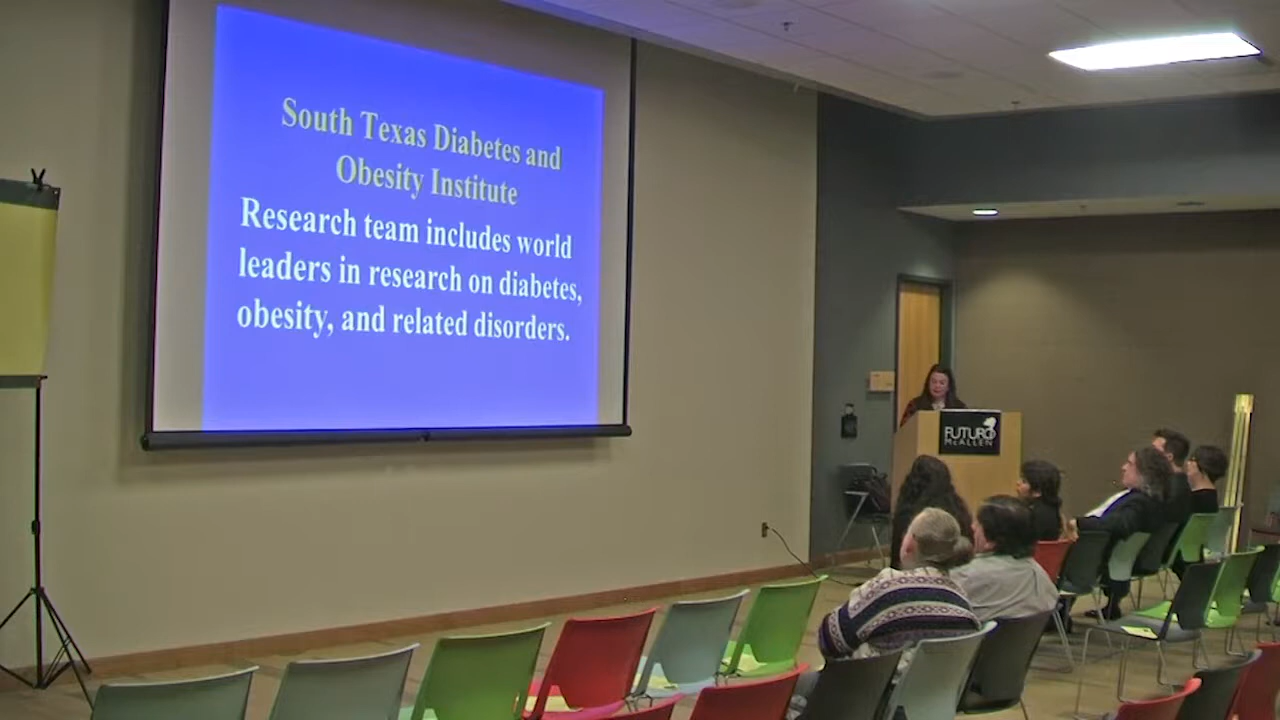 South Texas Diabetes and
Obesity Institute
Research team includes world
leaders in research on diabetes,
obesity, and related disorders.
FUTURO
McALLEN